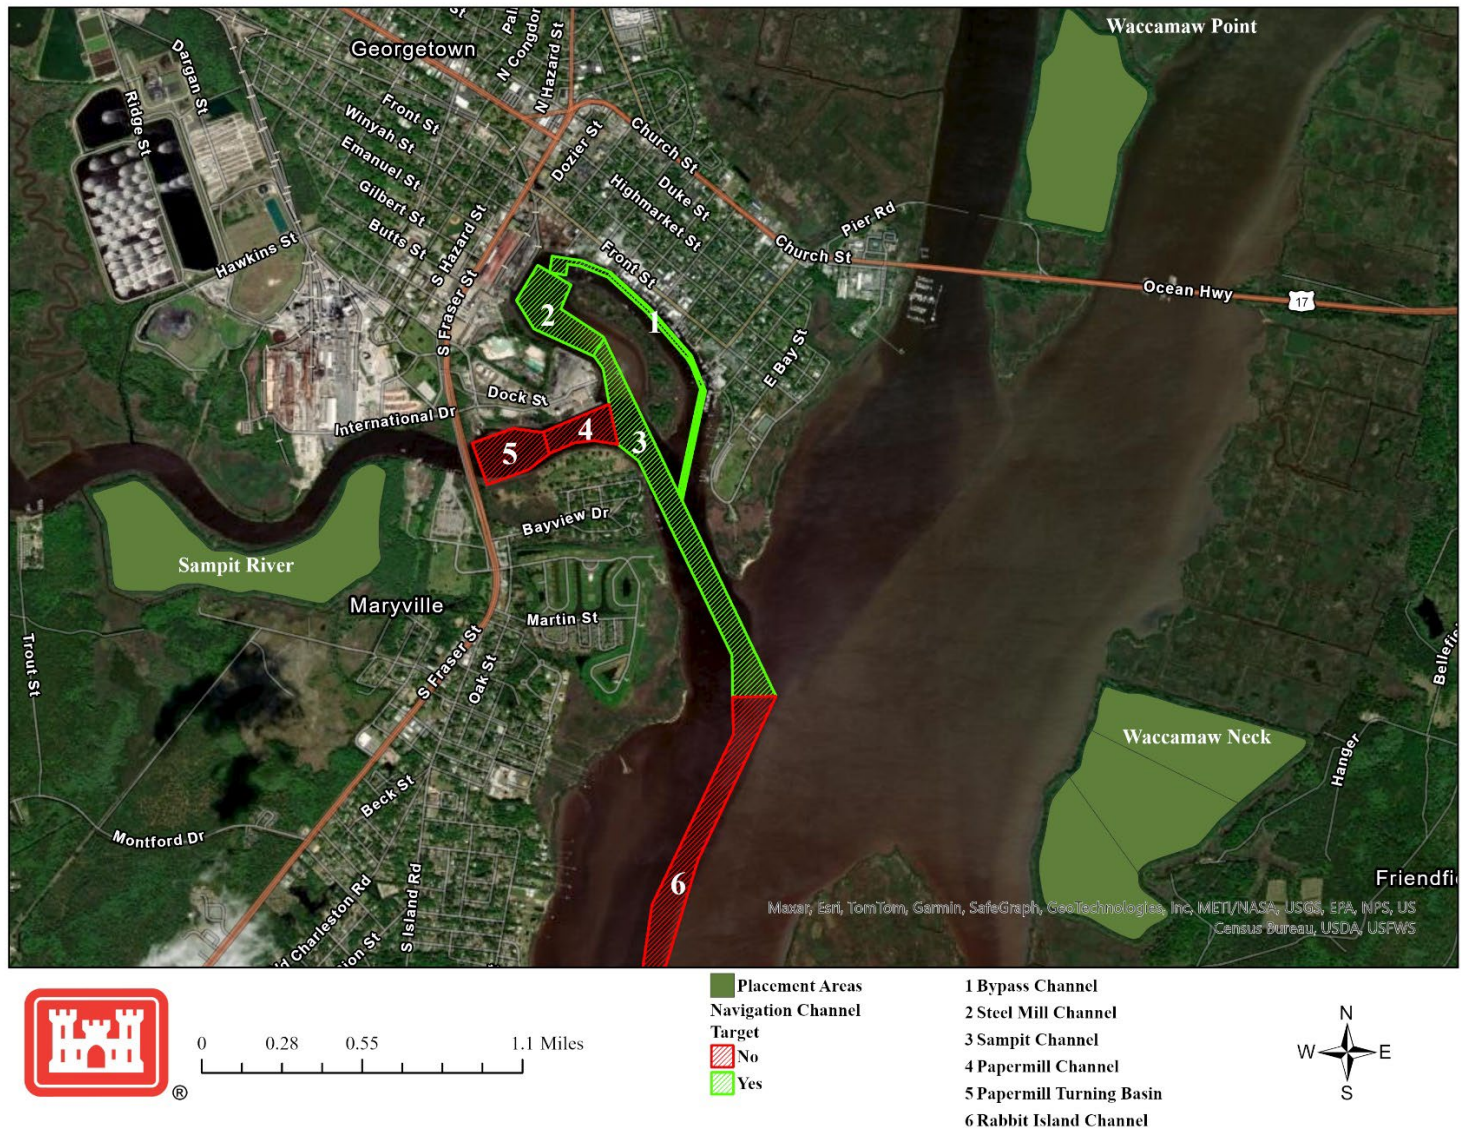 St
Pal
N Congdon
N Hazard St
Waccamaw Point
Georgetown
Dargan St
Ridge St
Front St
Winyah St
Emanuel St
Gilbert St
Butts St
Dozier St
Church St
Duke St
Highmarket St
Pier Rd
Church St
Hawkins St
S Hazard St
Front St
Ocean Hwy
17
S Fraser St
2
1
E Bay St
Dock St
International Dr
4
3
5
Bayview Dr
Sampit River
Maryville
Martin St
Trout St
S Fraser St
Oak St
Bellefie
Waccamaw Neck
Hanger
Beck St
Montford Dr
6
Friendfi
S Island Rd
ld Charleston Rd
ion St
Maxar, Esri, TomTom, Garmin, SafeGraph, GeoTechnologies, Inc, METI/NASA, USGS, EPA, NPS, US
Census Bureau, USDA, USFWS
Placement Areas
Navigation Channel
Target
No
Yes
1 Bypass Channel
2 Steel Mill Channel
3 Sampit Channel
4 Papermill Channel
5 Papermill Turning Basin
6 Rabbit Island Channel
0 0.28 0.55 1.1 Miles
®
N
W E
S